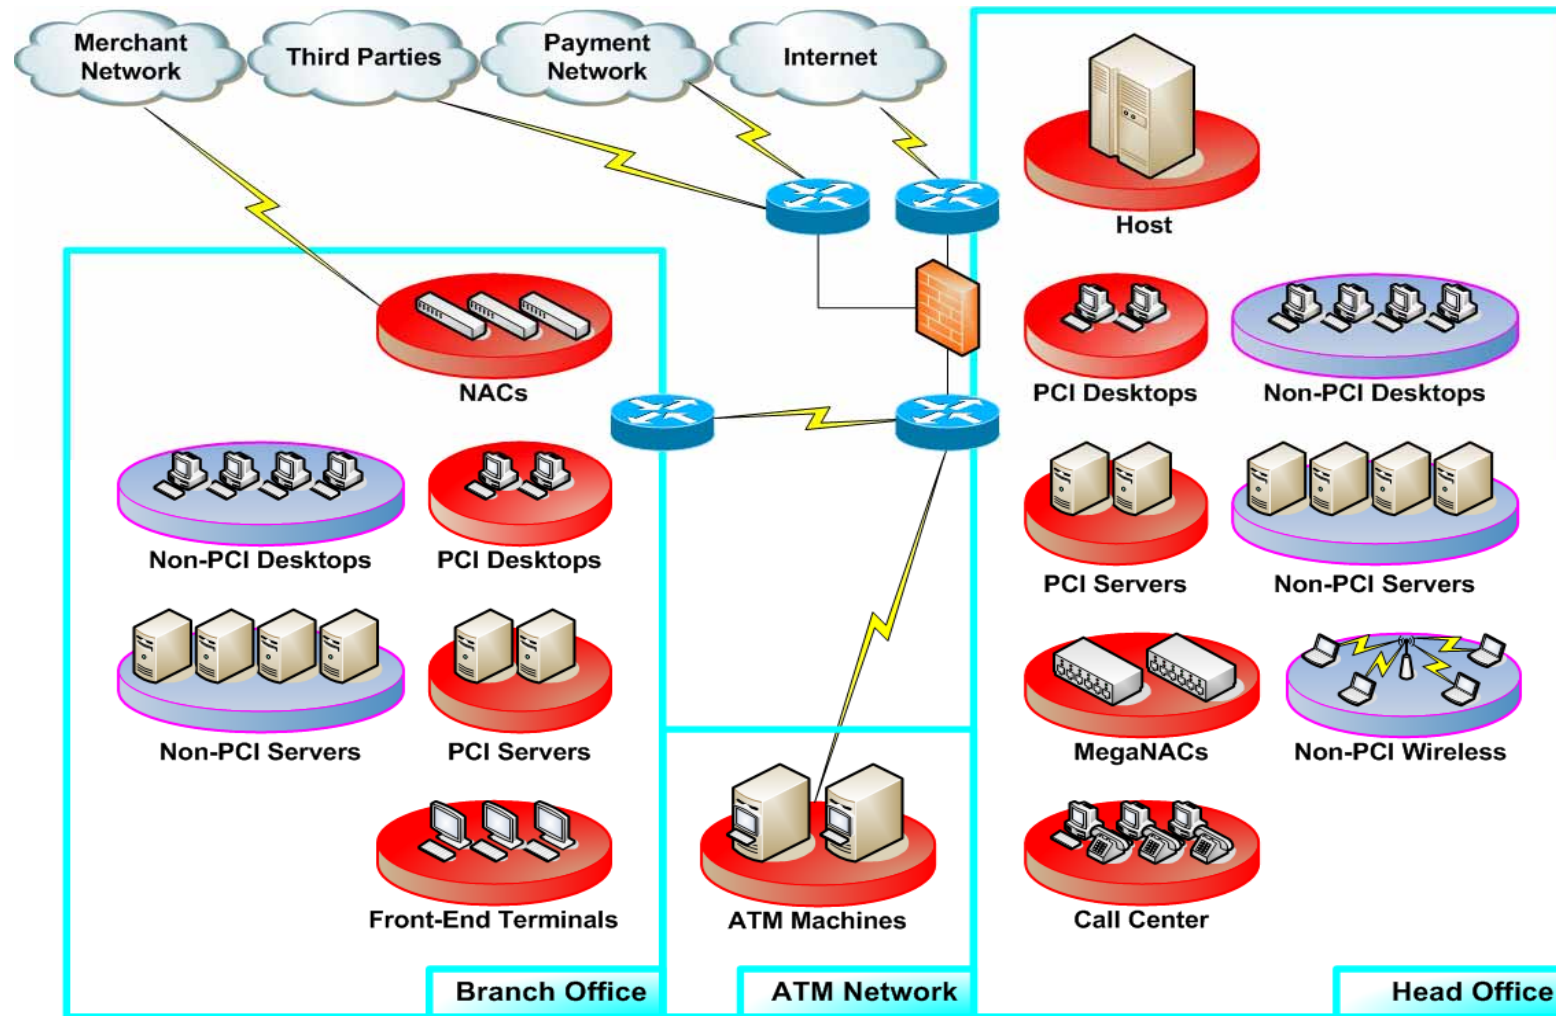 Merchant
Network
Third Parties
Payment
Network
Internet
Host
NACs
PCI Desktops
Non-PCI Desktops
Non-PCI Desktops
PCI Desktops
PCI Servers
Non-PCI Servers
Non-PCI Servers
PCI Servers
MegaNACs
Non-PCI Wireless
Front-End Terminals
ATM Machines
Call Center
Branch Office
ATM Network
Head Office